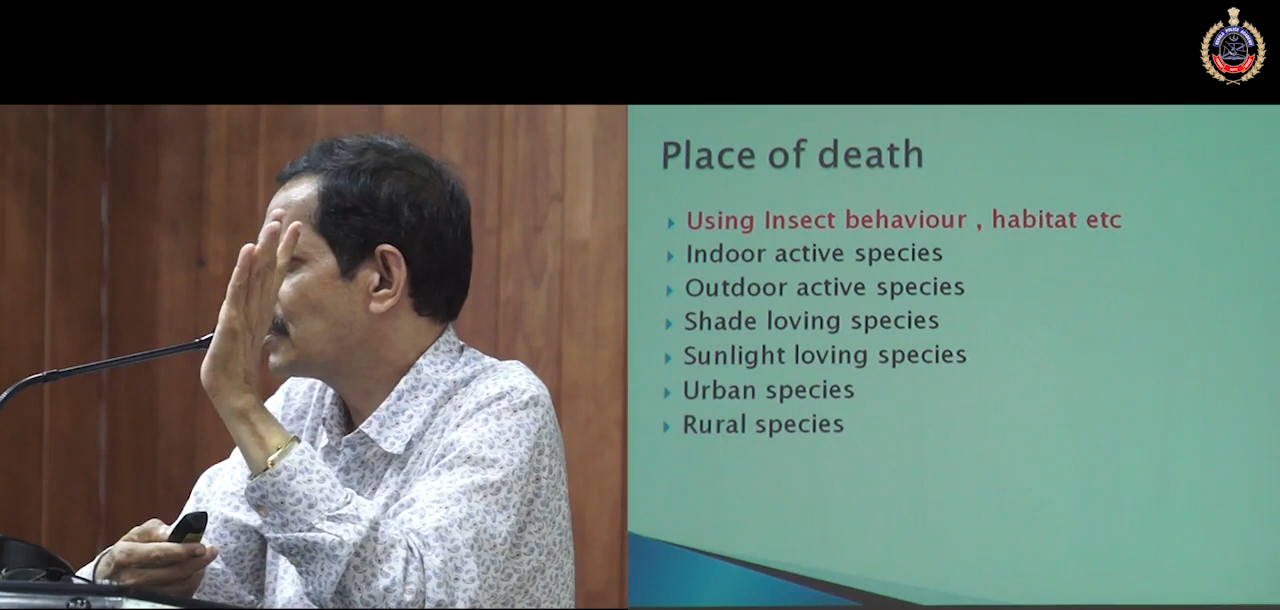 Place of death
Using Insect behaviour , habitat etc
Indoor active species
Outdoor active species
Shade loving species
Sunlight loving species
Urban species
Rural species